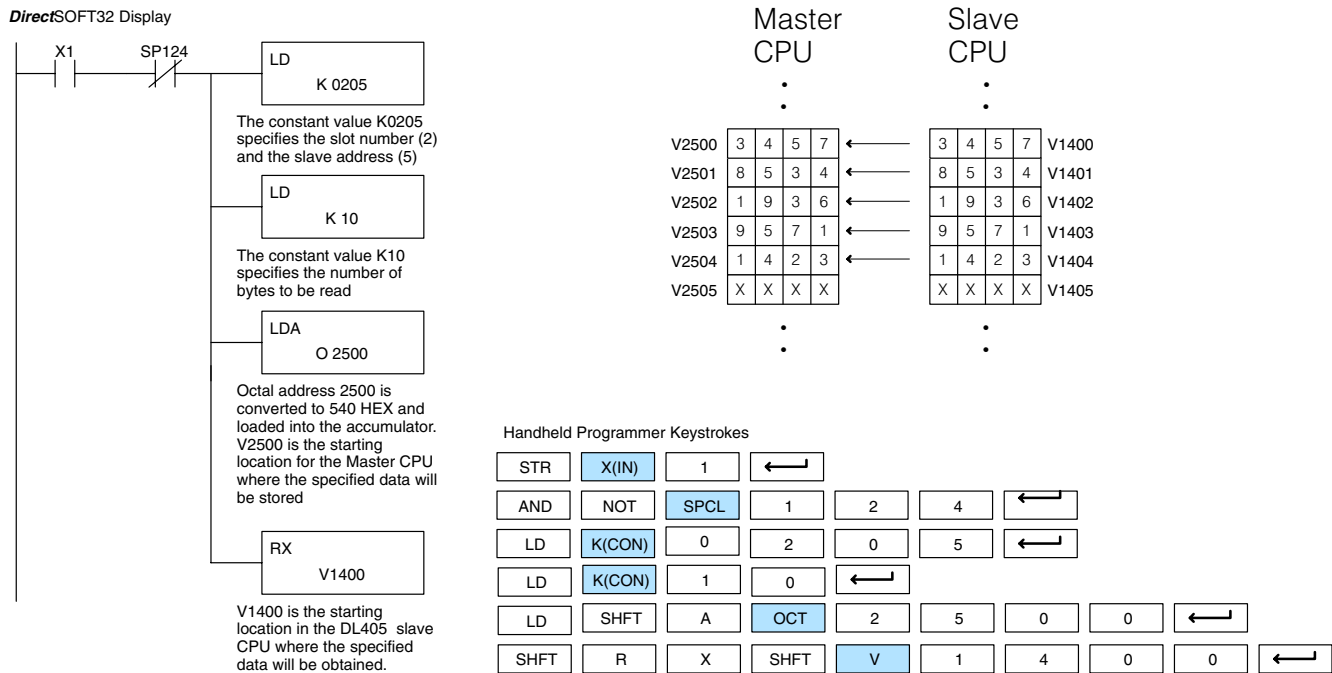 DirectSOFT32 Display
X1
SP124
LD
K 0205
The constant value K0205
specifies the slot number (2)
and the slave address (5)
LD
K 10
The constant value K10
specifies the number of
bytes to be read
LDA
O 2500
Octal address 2500 is
converted to 540 HEX and
loaded into the accumulator.
V2500 is the starting
location for the Master CPU
where the specified data will
be stored
RX
V1400
V1400 is the starting
location in the DL405 slave
CPU where the specified
data will be obtained.
Master
CPU
Slave
CPU
V2500 3 4 5 7 3 4 5 7 V1400
V2501 8 5 3 4 8 5 3 4 V1401
V2502 1 9 3 6 1 9 3 6 V1402
V2503 9 5 7 1 9 5 7 1 V1403
V2504 1 4 2 3 1 4 2 3 V1404
V2505 X X X X X X X X V1405
Handheld Programmer Keystrokes
STR X(IN) 1
AND NOT SPCL 1 2 4
LD K(CON) 0 2 0 5
LD K(CON) 1 0
LD SHFT A OCT 2 5 0 0
SHFT R X SHFT V 1 4 0 0